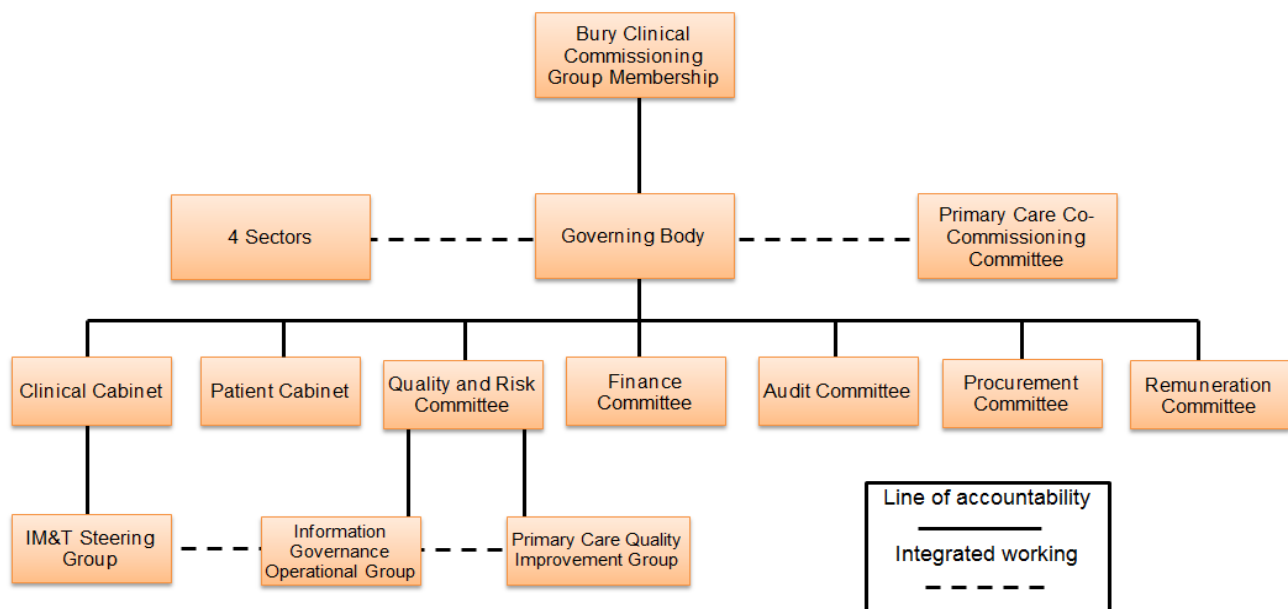 Bury Clinical
Commissioning
Group Membership
4 Sectors
Governing Body
Primary Care Co-
Commissioning
Committee
Clinical Cabinet
Patient Cabinet
Quality and Risk
Committee
Finance
Committee
Audit Committee
Procurement
Committee
Remuneration
Committee
IM&T Steering
Group
Information
Governance
Operational Group
Primary Care Quality
Improvement Group
Line of accountability
Integrated working